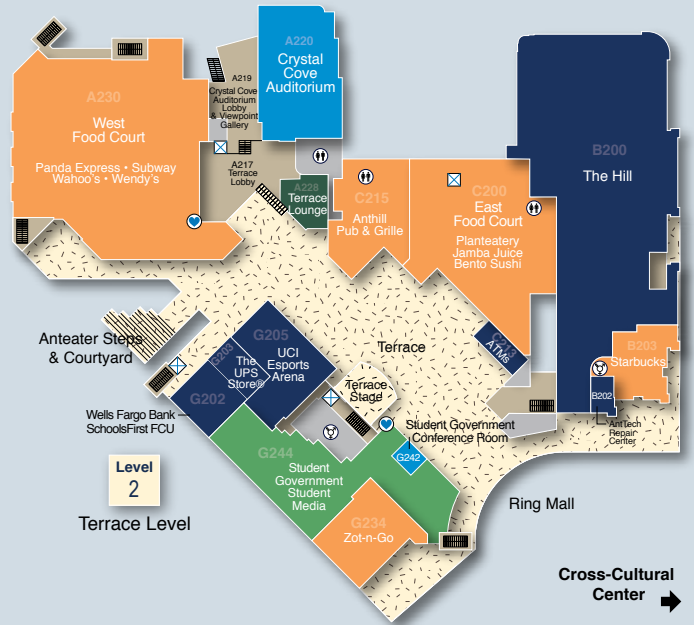 A220
Crystal
Cove
Auditorium
A219
Crystal Cove
Auditorium
Lobby
& Viewpoint
Gallery
A230
West
Food Court
Panda Express • Subway
Wahoo's • Wendy's
A217
Terrace
Lobby
A228
Terrace
Lounge
C215
Anthill
Pub & Grille
C200
East
Food Court
Planteatery
Jamba Juice
Bento Sushi
B200
The Hill
C213
ATMs
B203
Starbucks
B202
AntTech
Repair
Center
Anteater Steps
& Courtyard
G205
UCI
Esports
Arena
G203
The
UPS
Store®
G202
Wells Fargo Bank
SchoolsFirst FCU
Terrace
Terrace
Stage
Student Government
Conference Room
G242
G244
Student
Government
Student
Media
G234
Zot-n-Go
Level
2
Terrace Level
Ring Mall
Cross-Cultural
Center